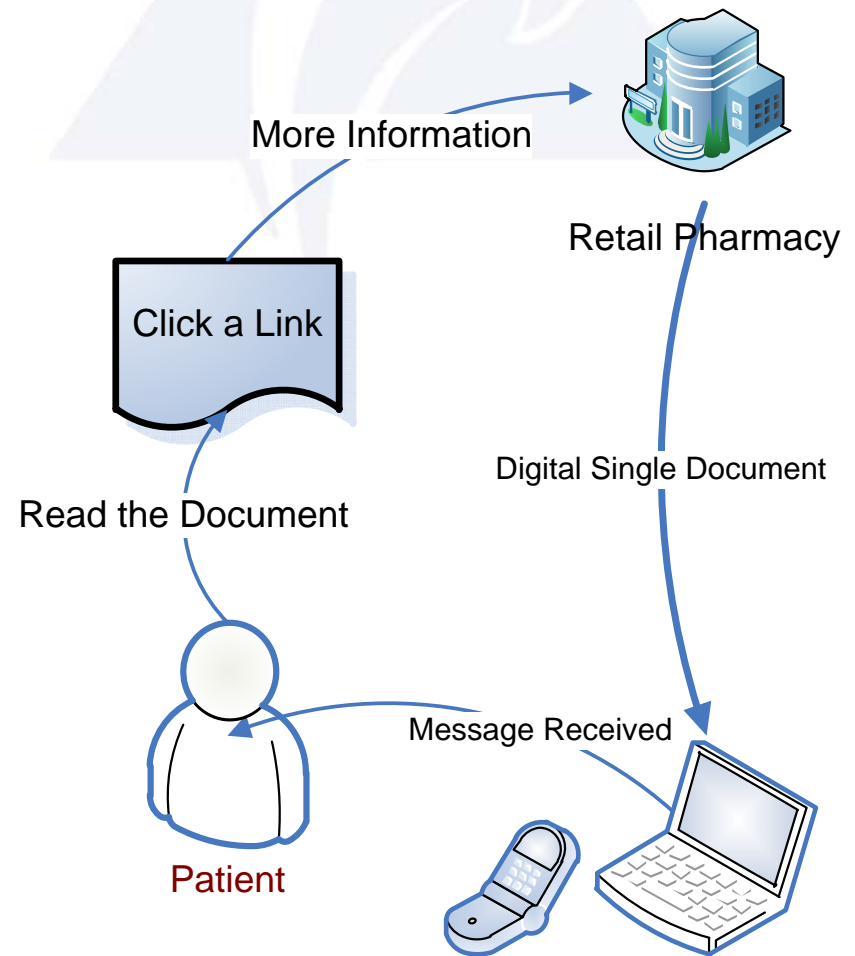 More Information
Retail Pharmacy
Click a Link
Digital Single Document
Read the Document
Message Received
Patient